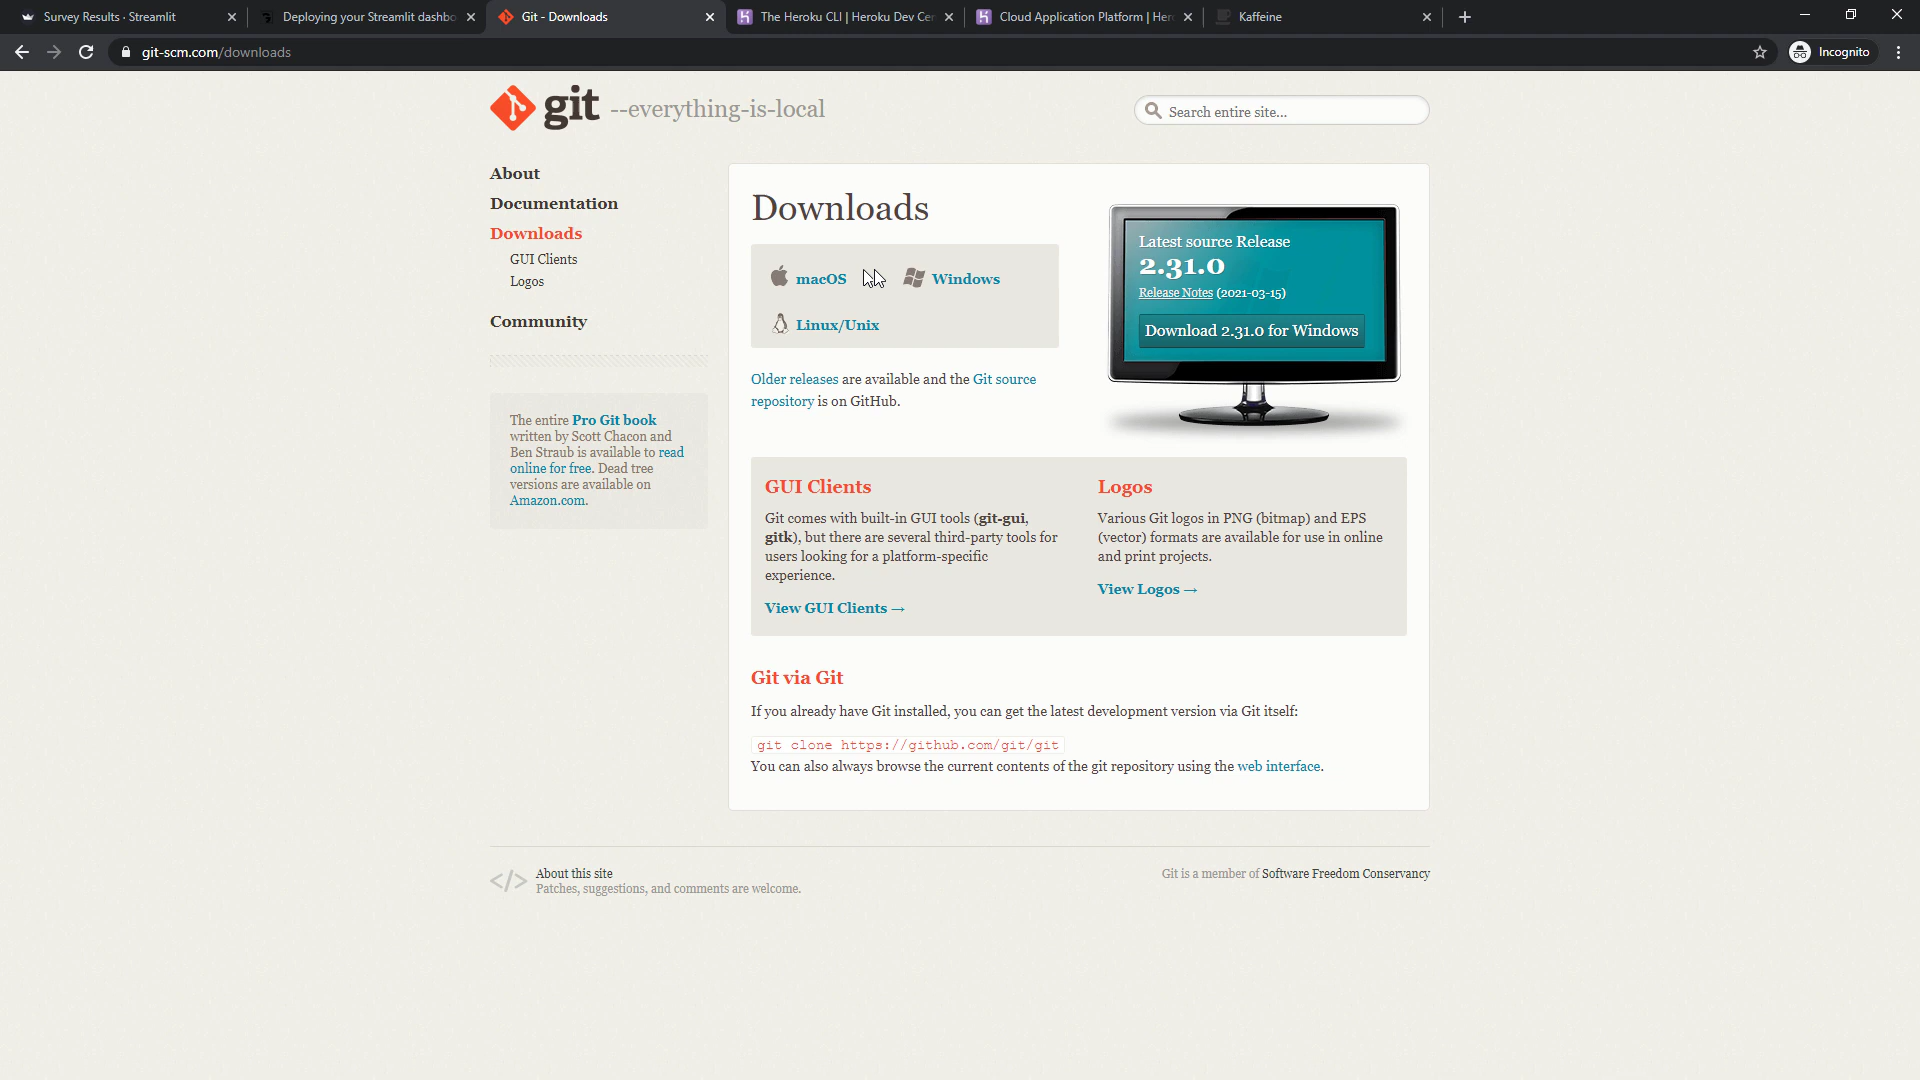 Survey Results · Streamlit
Deploying your Streamlit dashbo
Git - Downloads
The Heroku CLI | Heroku Dev Cen
Cloud Application Platform | Her
Kaffeine
git-scm.com/downloads
Incognito
git --everything-is-local
Search entire site...
About
Documentation
Downloads
GUI Clients
Logos
Community
The entire Pro Git book
written by Scott Chacon and
Ben Straub is available to read
online for free. Dead tree
versions are available on
Amazon.com.
Downloads
macOS
Windows
Linux/Unix
Older releases are available and the Git source
repository is on GitHub.
Latest source Release
2.31.0
Release Notes (2021-03-15)
Download 2.31.0 for Windows
GUI Clients
Git comes with built-in GUI tools (git-gui,
gitk), but there are several third-party tools for
users looking for a platform-specific
experience.
View GUI Clients →
Logos
Various Git logos in PNG (bitmap) and EPS
(vector) formats are available for use in online
and print projects.
View Logos →
Git via Git
If you already have Git installed, you can get the latest development version via Git itself:
git clone https://github.com/git/git
You can also always browse the current contents of the git repository using the web interface.
</> About this site
Patches, suggestions, and comments are welcome.
Git is a member of Software Freedom Conservancy